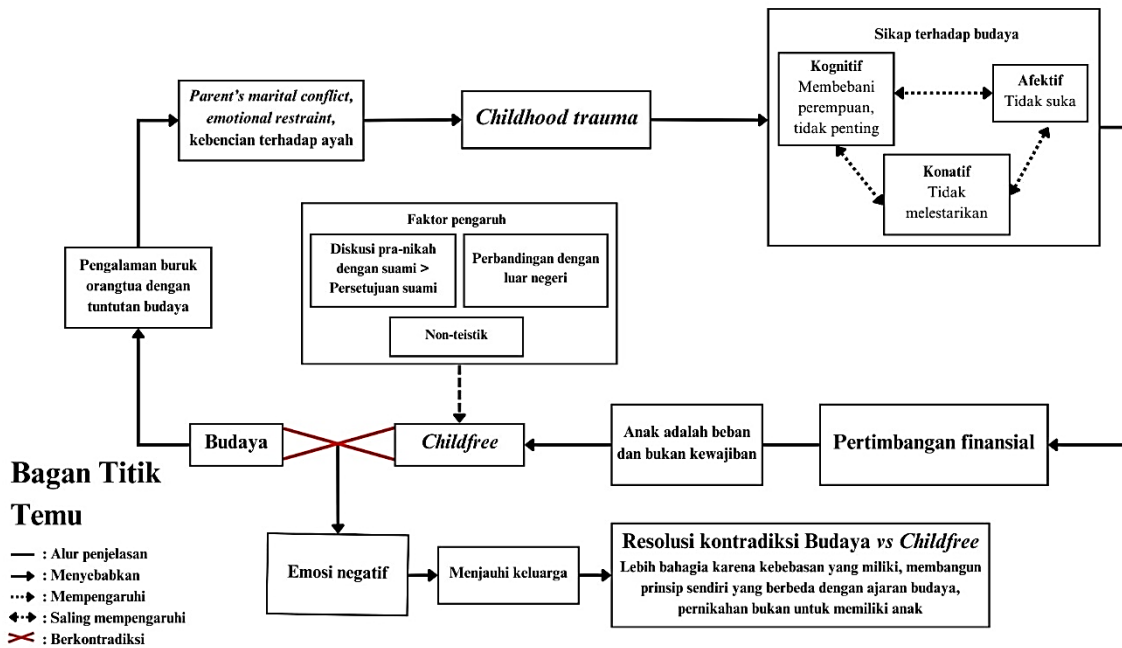 Sikap terhadap budaya
Kognitif
Membebani
perempuan,
tidak penting
Afektif
Tidak suka
Konatif
Tidak
melestarikan
Parent's marital conflict,
emotional restraint,
kebencian terhadap ayah
Childhood trauma
Faktor pengaruh
Diskusi pra-nikah
dengan suami >
Persetujuan suami
Perbandingan dengan
luar negeri
Non-teistik
Pengalaman buruk
orangtua dengan
tuntutan budaya
Budaya
Childfree
Anak adalah beban
dan bukan kewajiban
Pertimbangan finansial
Bagan Titik
Temu
: Alur penjelasan
: Menyebabkan
: Mempengaruhi
: Saling mempengaruhi
: Berkontradiksi
Emosi negatif
Menjauhi keluarga
Resolusi kontradiksi Budaya vs Childfree
Lebih bahagia karena kebebasan yang miliki, membangun
prinsip sendiri yang berbeda dengan ajaran budaya,
pernikahan bukan untuk memiliki anak